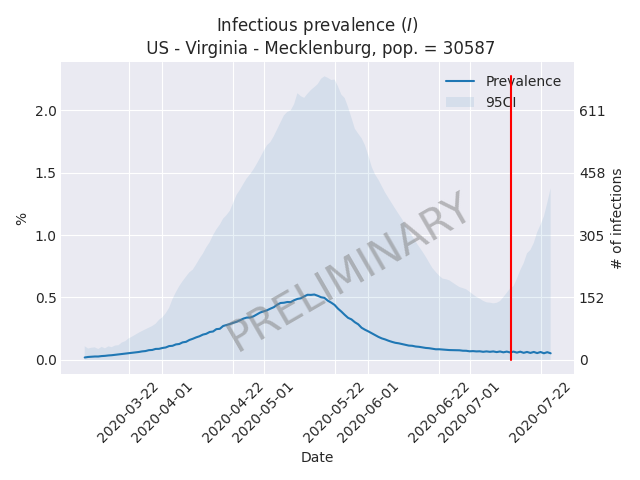 Infectious prevalence (I)
US - Virginia - Mecklenburg, pop. = 30587
Prevalence
95CI
2.0
1.5
1.0
0.5
0.0
%
611
458
305
152
0
# of infections
PRELIMINARY
2020-03-22
2020-04-01
2020-04-22
2020-05-01
2020-05-22
2020-06-01
2020-06-22
2020-07-01
2020-07-22
Date